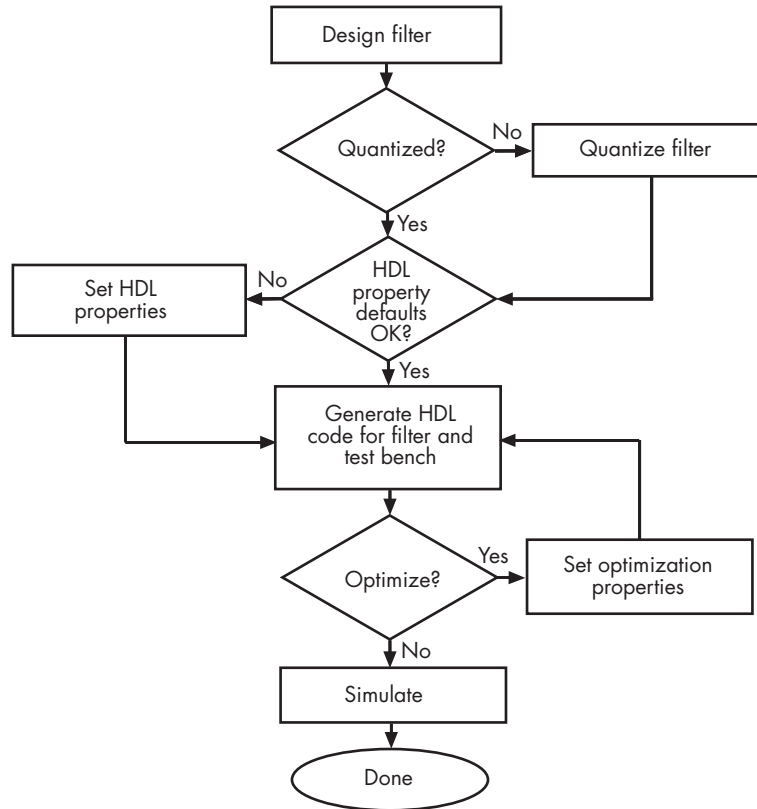 Design filter
Quantized?
No
Quantize filter
Yes
HDL
property
defaults
OK?
No
Set HDL
properties
Yes
Generate HDL
code for filter and
test bench
Optimize?
Yes
Set optimization
properties
No
Simulate
Done